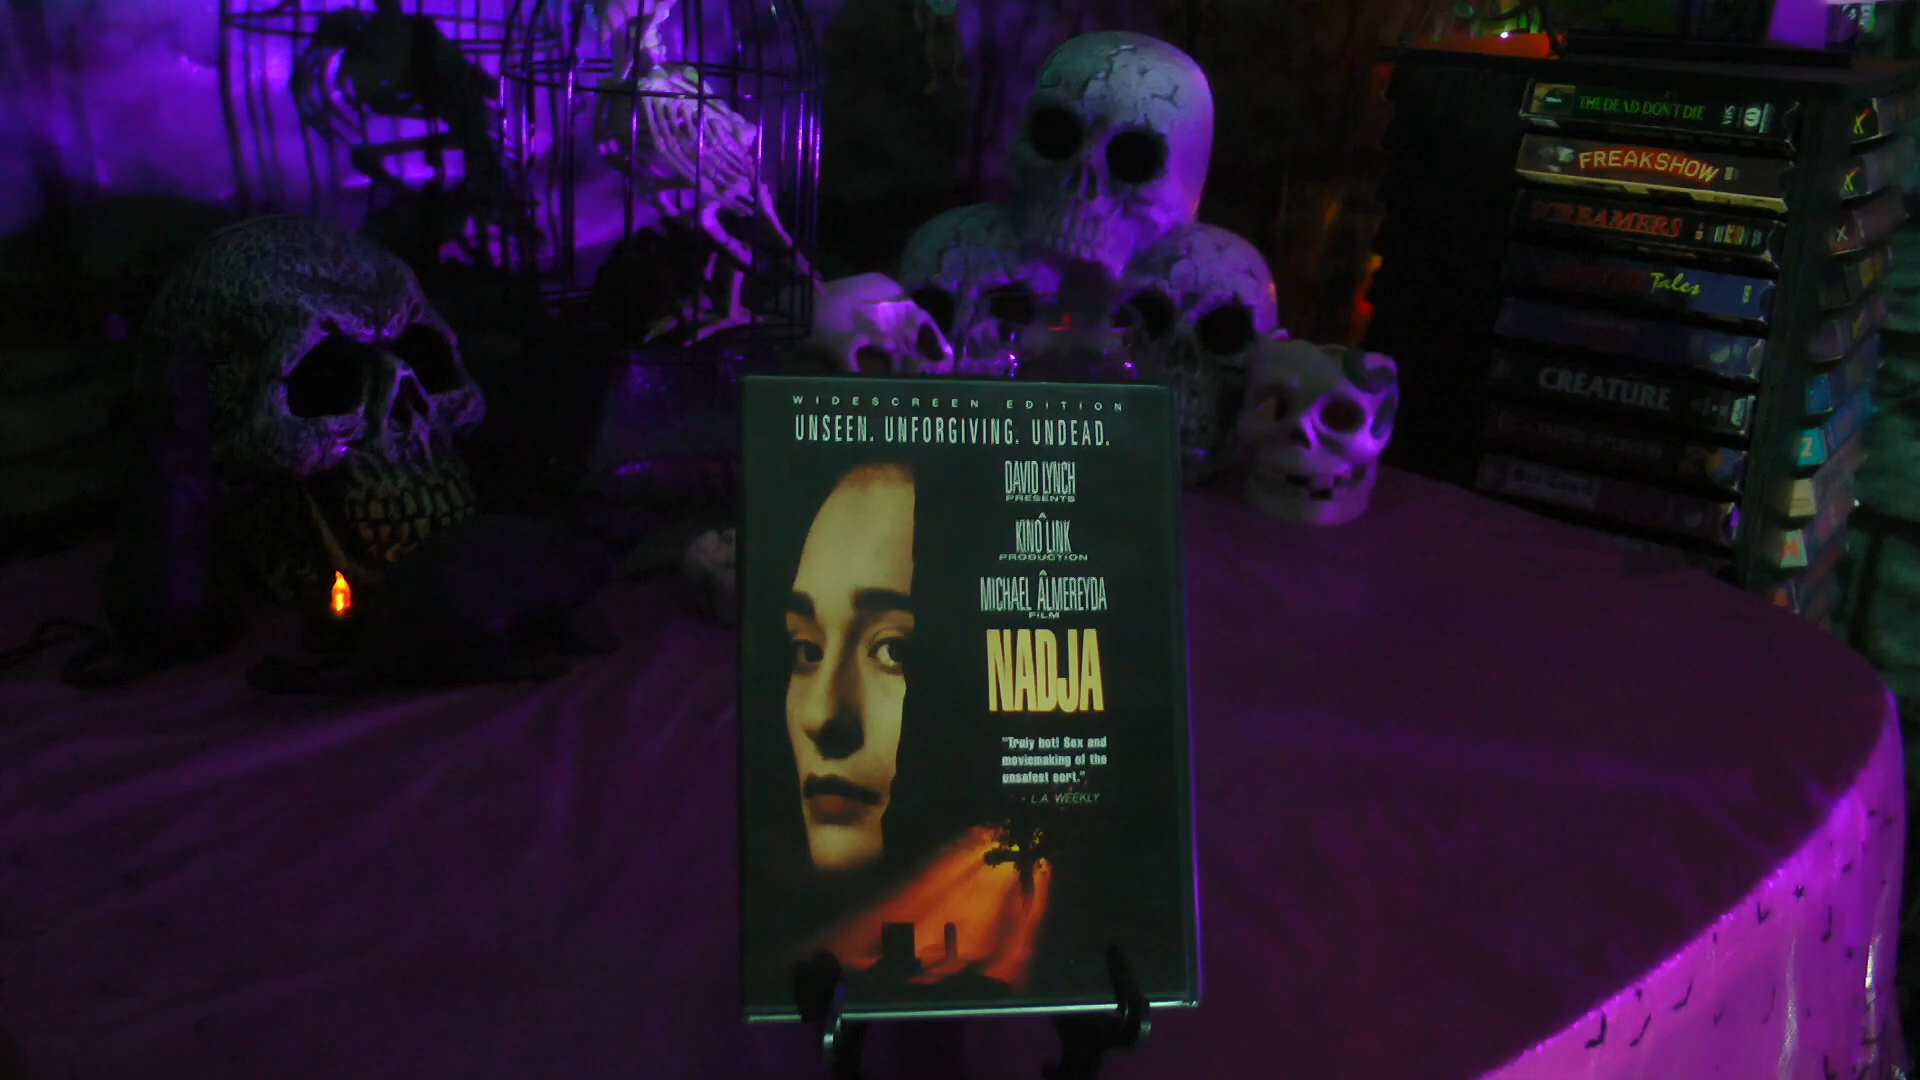 WIDESCREEN EDITION
UNSEEN. UNFORGIVING. UNDEAD.
DAVID LYNCH
PRESENTS
A
KINO LINK
PRODUCTION
A
MICHAEL ALMEREYDA
FILM
NADJA
"Truly hot! Sex and
moviemaking of the
unsafest sort."
- L.A. WEEKLY
THE DEAD DON'T DIE
VHS
FREAKSHOW
SCREAMERS
Tales
CREATURE